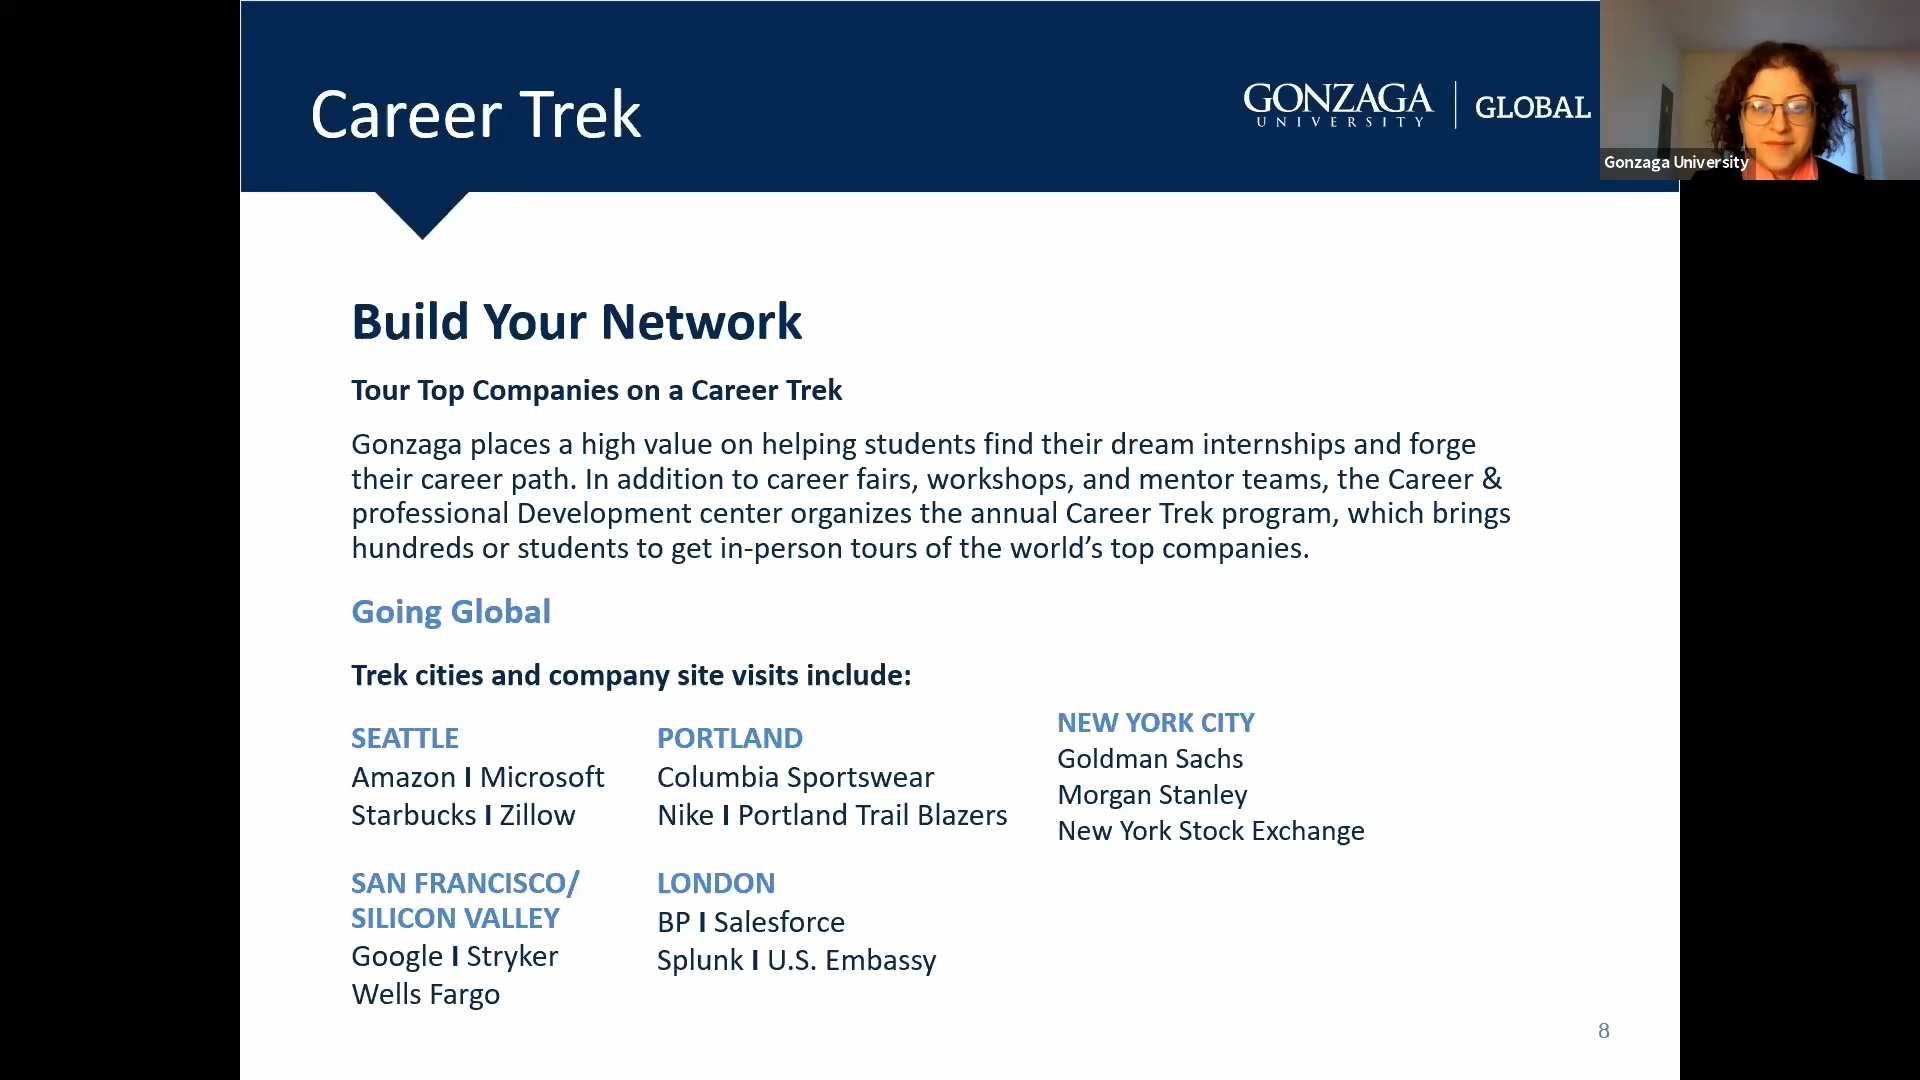 Career Trek
GONZAGA
UNIVERSITY
GLOBAL
Gonzaga University
Build Your Network
Tour Top Companies on a Career Trek
Gonzaga places a high value on helping students find their dream internships and forge
their career path. In addition to career fairs, workshops, and mentor teams, the Career &
professional Development center organizes the annual Career Trek program, which brings
hundreds or students to get in-person tours of the world's top companies.
Going Global
Trek cities and company site visits include:
SEATTLE
Amazon I Microsoft
Starbucks I Zillow
PORTLAND
Columbia Sportswear
Nike I Portland Trail Blazers
NEW YORK CITY
Goldman Sachs
Morgan Stanley
New York Stock Exchange
SAN FRANCISCO/
SILICON VALLEY
Google I Stryker
Wells Fargo
LONDON
BP I Salesforce
Splunk I U.S. Embassy
8